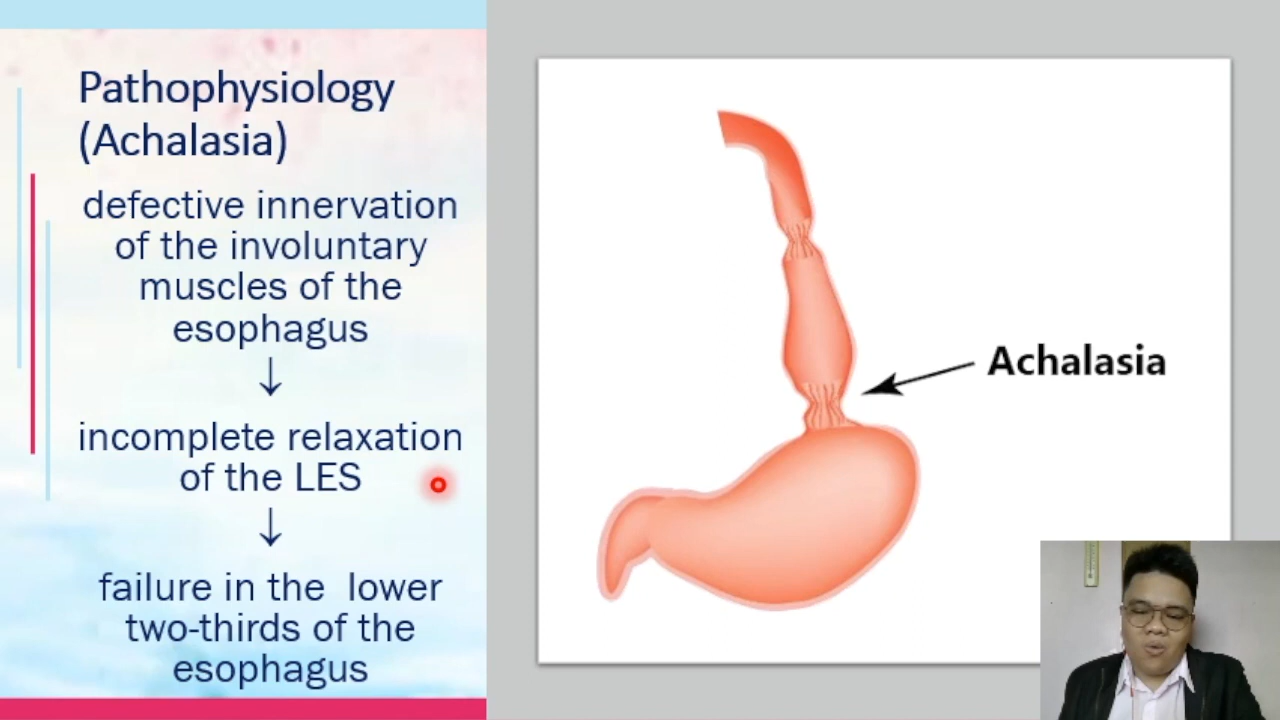 Pathophysiology
(Achalasia)
defective innervation
of the involuntary
muscles of the
esophagus
↓
incomplete relaxation
of the LES
↓
failure in the lower
two-thirds of the
esophagus
Achalasia